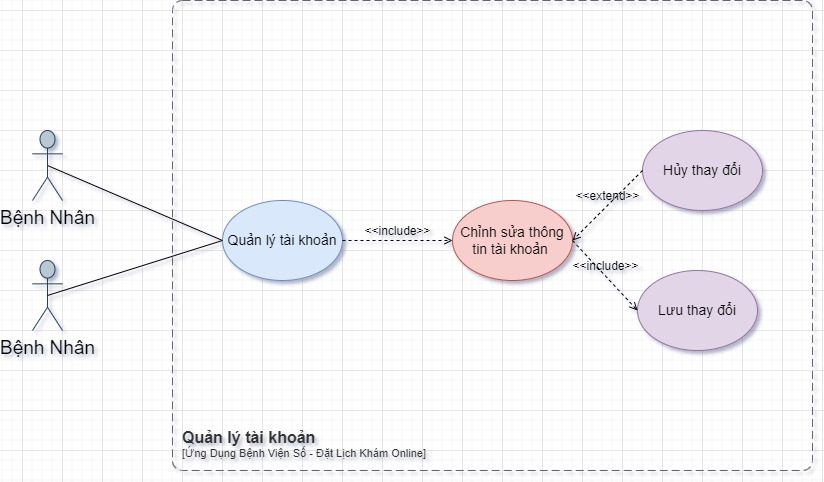 Hủy thay đổi
<<extend>>
Bệnh Nhân
Quản lý tài khoản
<<include>>
Chỉnh sửa thông
tin tài khoản
<<include>>
Lưu thay đổi
Bệnh Nhân
Quản lý tài khoản
[Ứng Dụng Bệnh Viện Số - Đặt Lịch Khám Online]